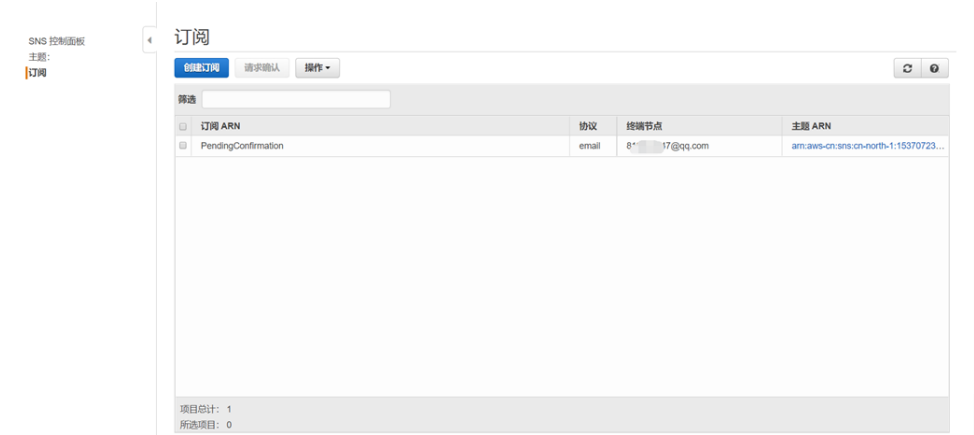 SNS 控制面板
主题:
订阅
订阅
创建订阅 请求确认 操作
筛选
订阅 ARN 协议 终端节点 主题 ARN
PendingConfirmation email 47@qq.com arn:aws-cn:sns:cn-north-1:15370723...
项目总计: 1
所选项目: 0